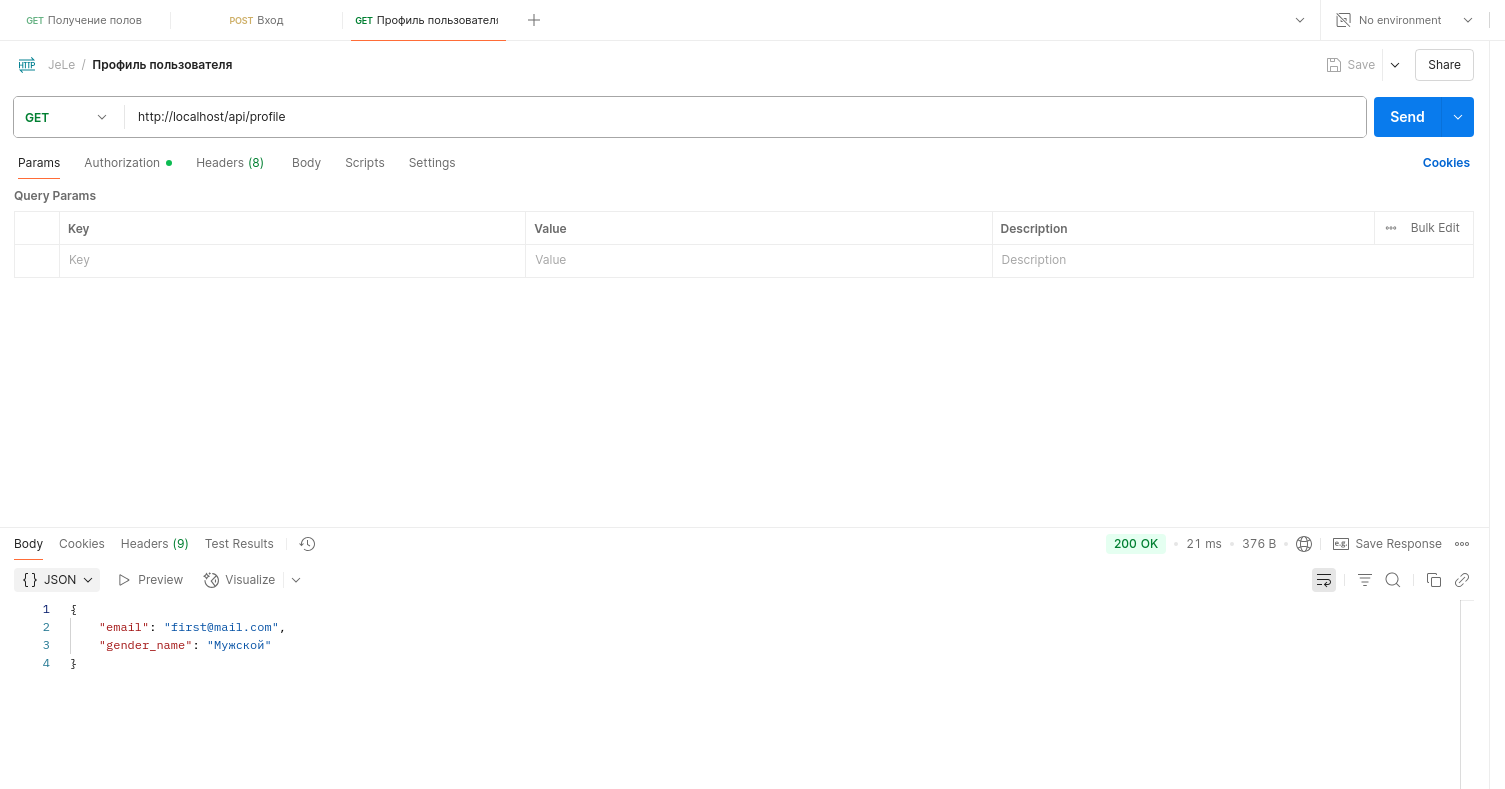 GET Получение полов
POST Вход
GET Профиль пользователя
No environment
JeLe / Профиль пользователя
Save
Share
GET
http://localhost/api/profile
Send
Params
Authorization
Headers (8)
Body
Scripts
Settings
Cookies
Query Params
Key
Value
Description
Bulk Edit
Key
Value
Description
Body
Cookies
Headers (9)
Test Results
200 OK
21 ms
376 B
e.g.
Save Response
{} JSON
Preview
Visualize
1 {
2 "email": "first@mail.com",
3 "gender_name": "Мужской"
4 }